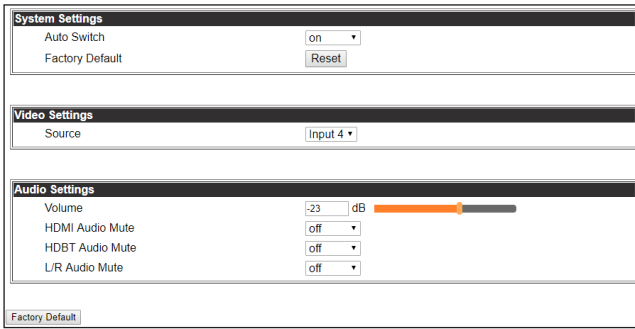 System Settings
Auto Switch on
Factory Default Reset
Video Settings
Source Input 4
Audio Settings
Volume -23 dB
HDMI Audio Mute off
HDBT Audio Mute off
L/R Audio Mute off
Factory Default